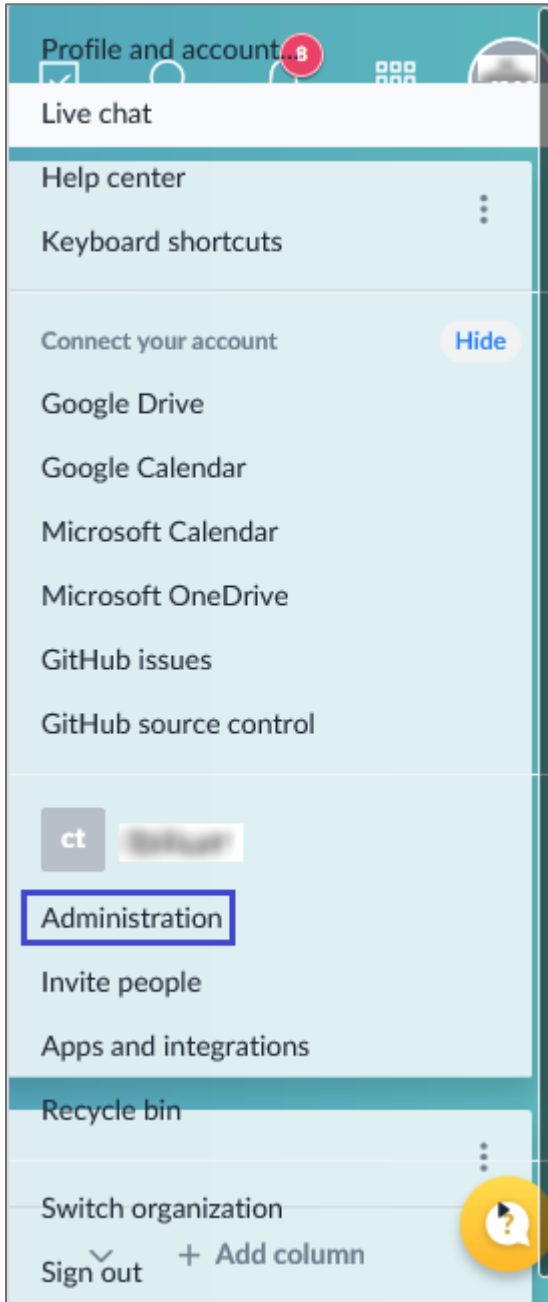 Profile and account...
8
Live chat
Help center
Keyboard shortcuts
Connect your account Hide
Google Drive
Google Calendar
Microsoft Calendar
Microsoft OneDrive
GitHub issues
GitHub source control
ct
Administration
Invite people
Apps and integrations
Recycle bin
Switch organization
?
+ Add column
Sign out